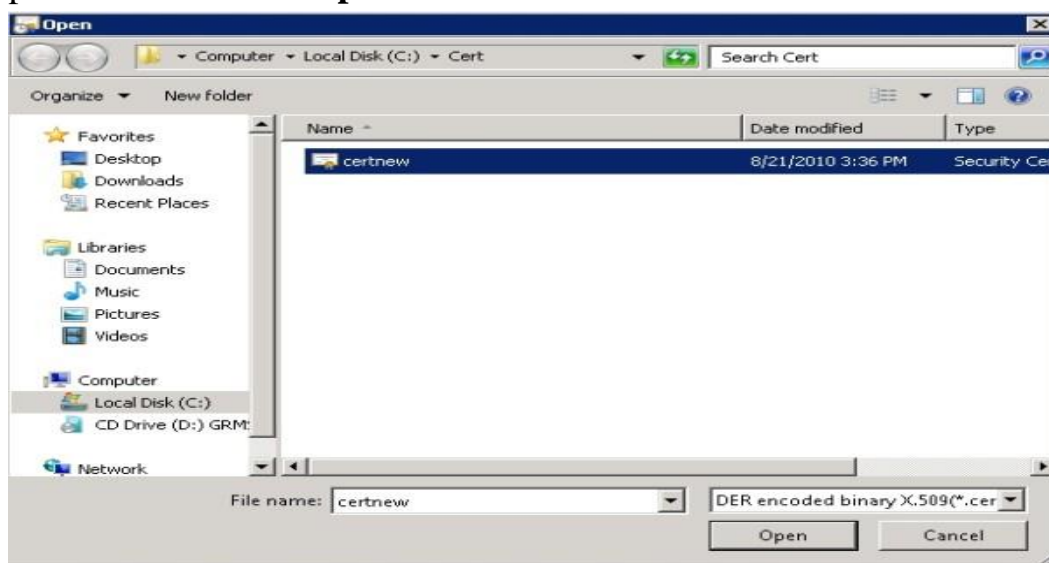 Open
Computer Local Disk (C:) Cert
Search Cert
Organize New folder
Name Date modified Type
certnew 8/21/2010 3:36 PM Security Ce
Favorites
Desktop
Downloads
Recent Places
Libraries
Documents
Music
Pictures
Videos
Computer
Local Disk (C:)
CD Drive (D:) GRM
Network
File name: certnew DER encoded binary X.509(*.cer
Open Cancel